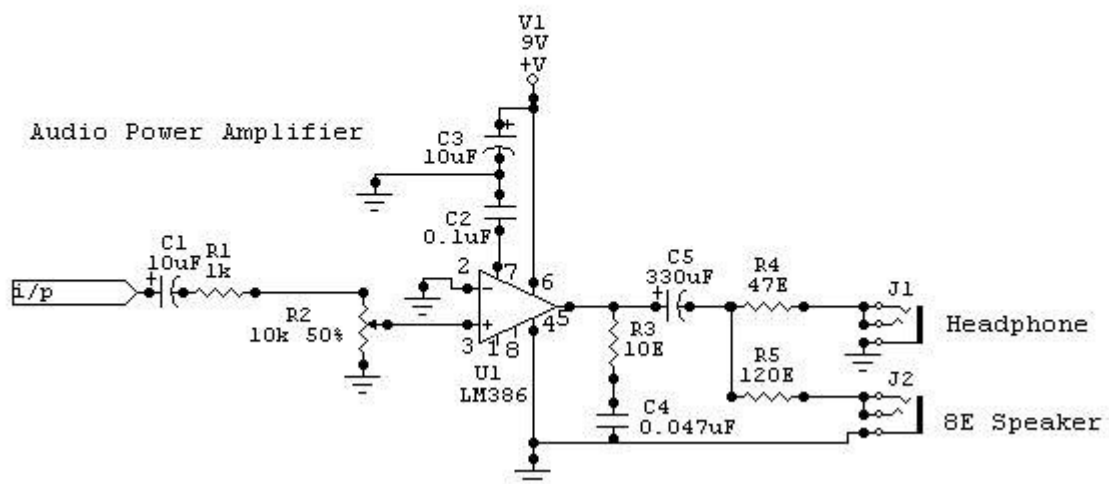 V1
9V
+V
Audio Power Amplifier
C3
10uF
C2
0.1uF
C1
10uF
R1
1k
i/p
R2
10k 50%
2
7
6
3
1
8
4
5
U1
LM386
C5
330uF
R4
47E
J1
Headphone
R3
10E
R5
120E
J2
C4
0.047uF
8E Speaker